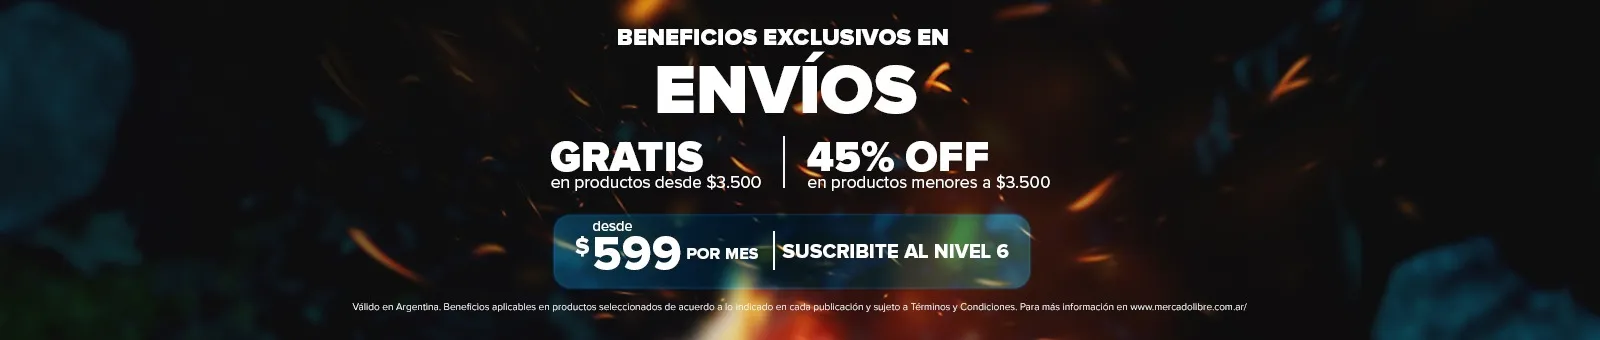 BENEFICIOS EXCLUSIVOS EN
ENVÍOS
GRATIS
en productos desde $3.500
45% OFF
en productos menores a $3.500
desde
$599 POR MES
SUSCRIBITE AL NIVEL 6
Válido en Argentina. Beneficios aplicables en productos seleccionados de acuerdo a lo indicado en cada publicación y sujeto a Términos y Condiciones. Para más información en www.mercadolibre.com.ar/